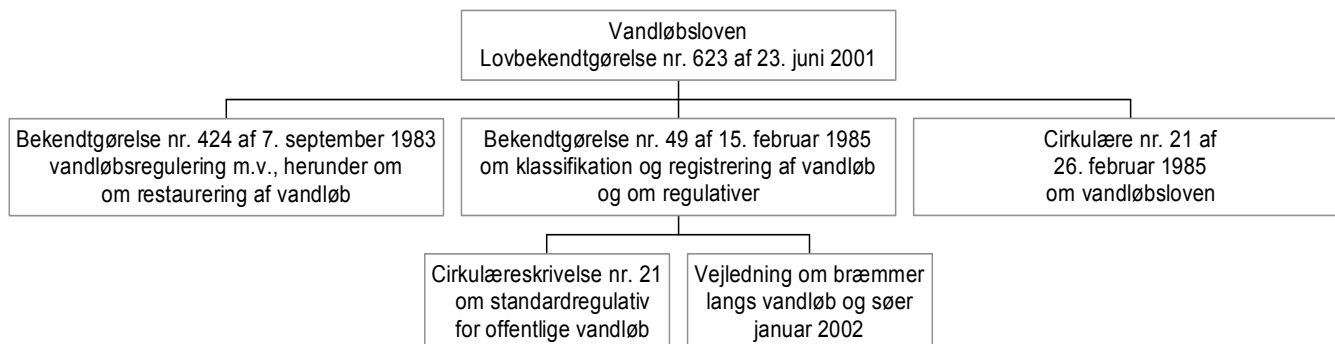 Vandløbsloven
Lovbekendtgørelse nr. 623 af 23. juni 2001
Bekendtgørelse nr. 424 af 7. september 1983
vandløbsregulering m.v., herunder om
om restaurering af vandløb
Bekendtgørelse nr. 49 af 15. februar 1985
om klassifikation og registrering af vandløb
og om regulativer
Cirkulære nr. 21 af
26. februar 1985
om vandløbsloven
Cirkulæreskrivelse nr. 21
om standardregulativ
for offentlige vandløb
Vejledning om bræmmer
langs vandløb og søer
januar 2002